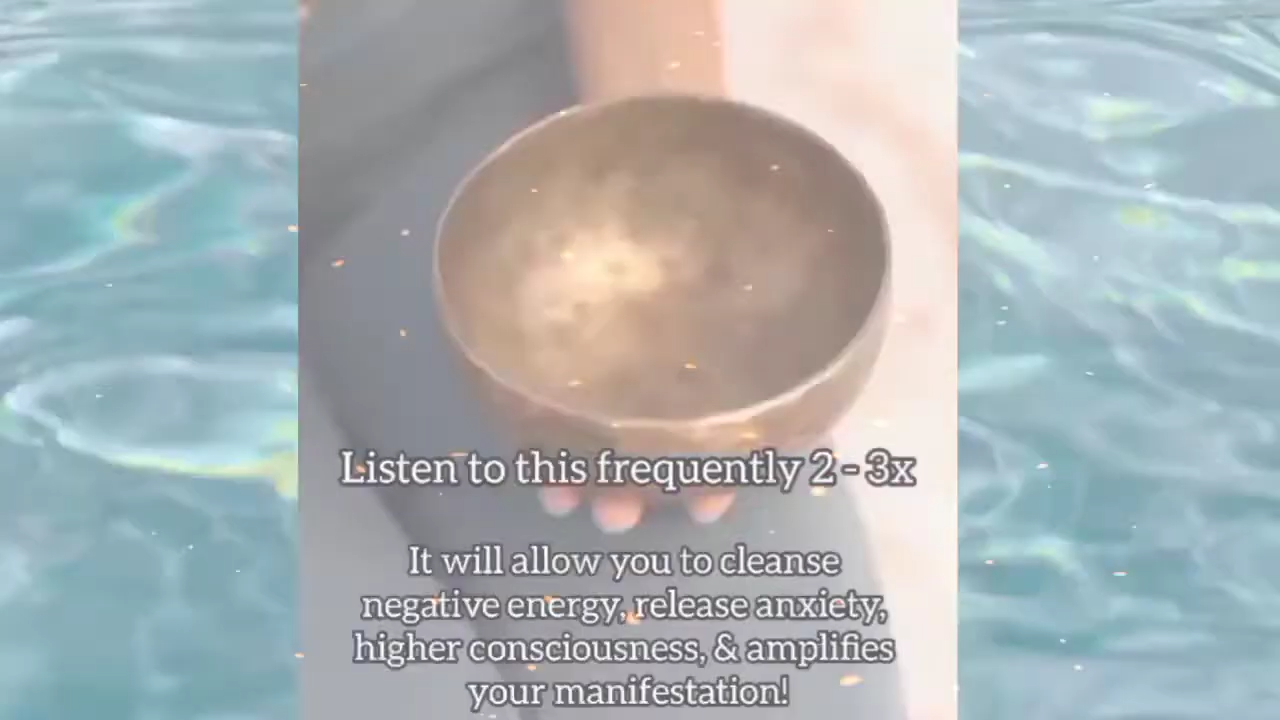 Listen to this frequently 2 - 3x
It will allow you to cleanse
negative energy, release anxiety,
higher consciousness, & amplifies
your manifestation!